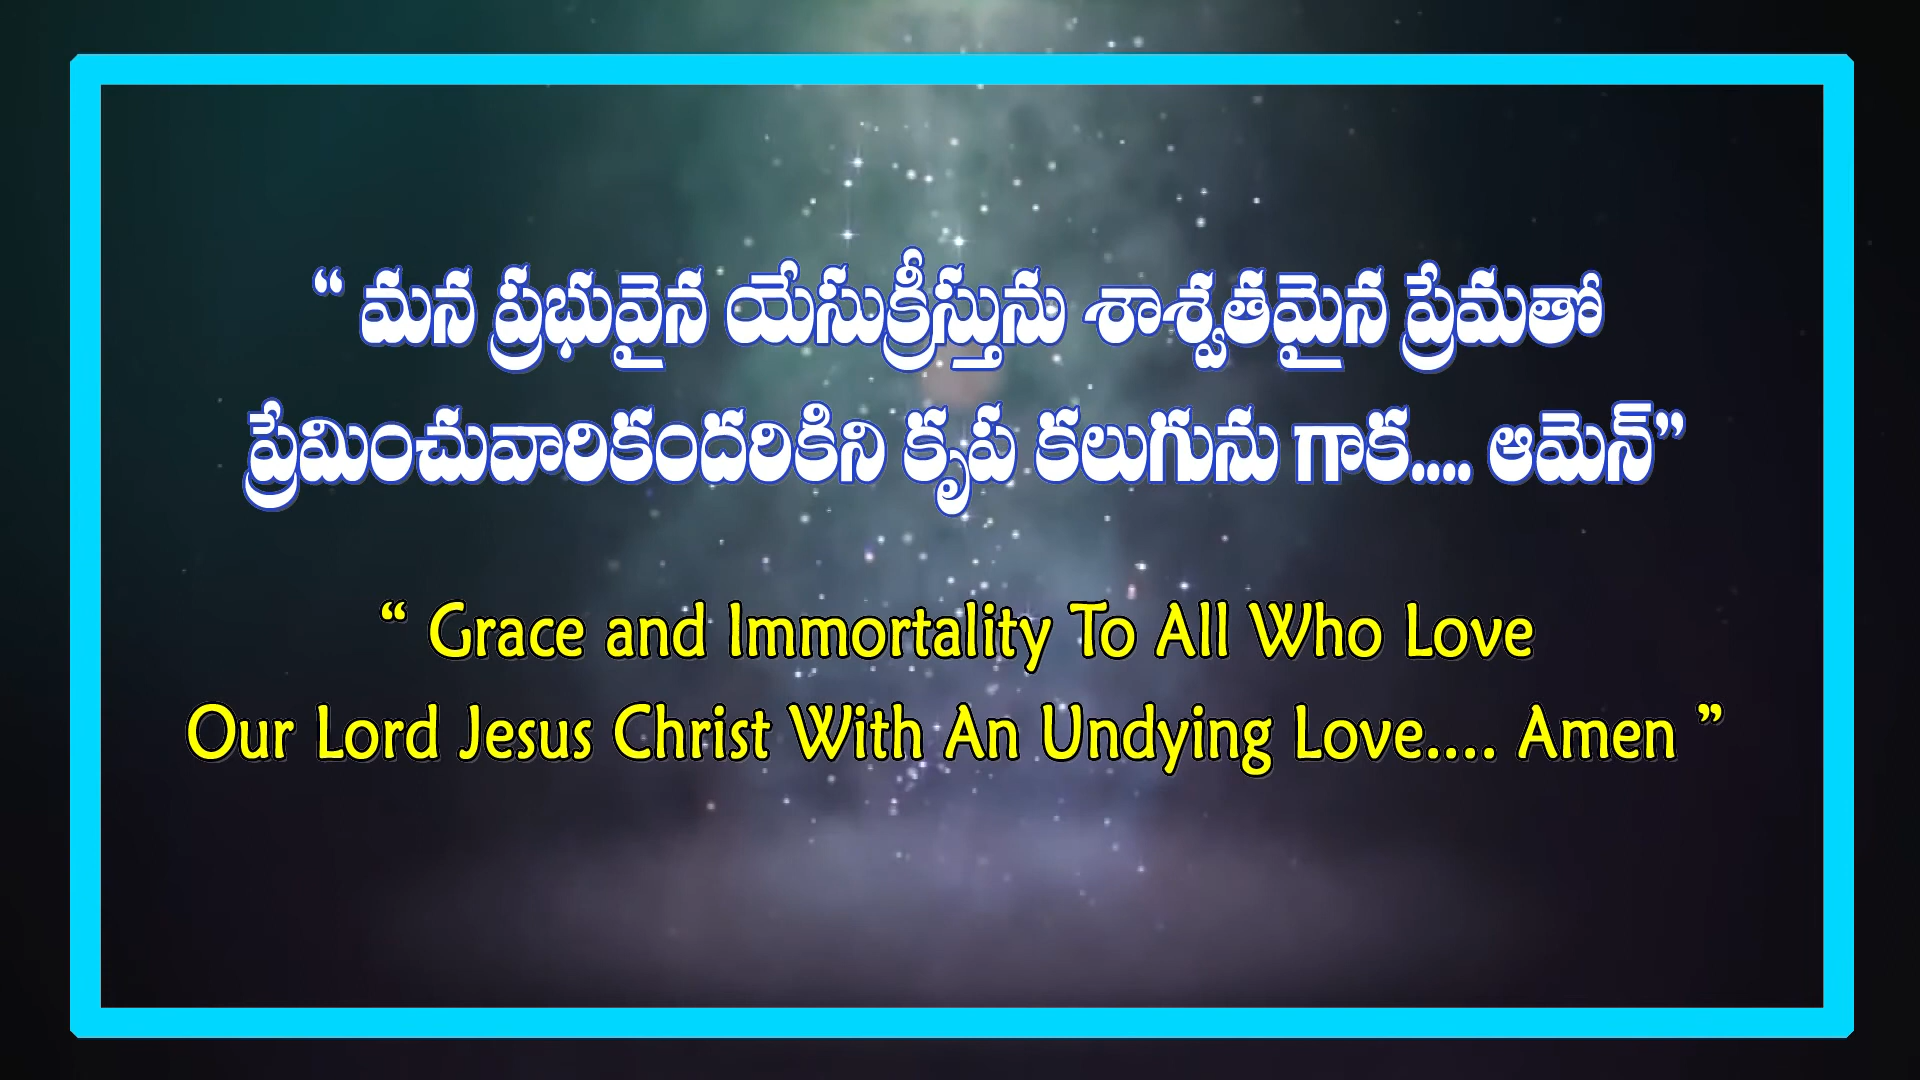 “ మన ప్రభువైన యేసుక్రీస్తును శాశ్వతమైన ప్రేమతో
ప్రేమించువారికందరికిని కృప కలుగును గాక.... ఆమెన్”
“ Grace and Immortality To All Who Love
Our Lord Jesus Christ With An Undying Love.... Amen ”